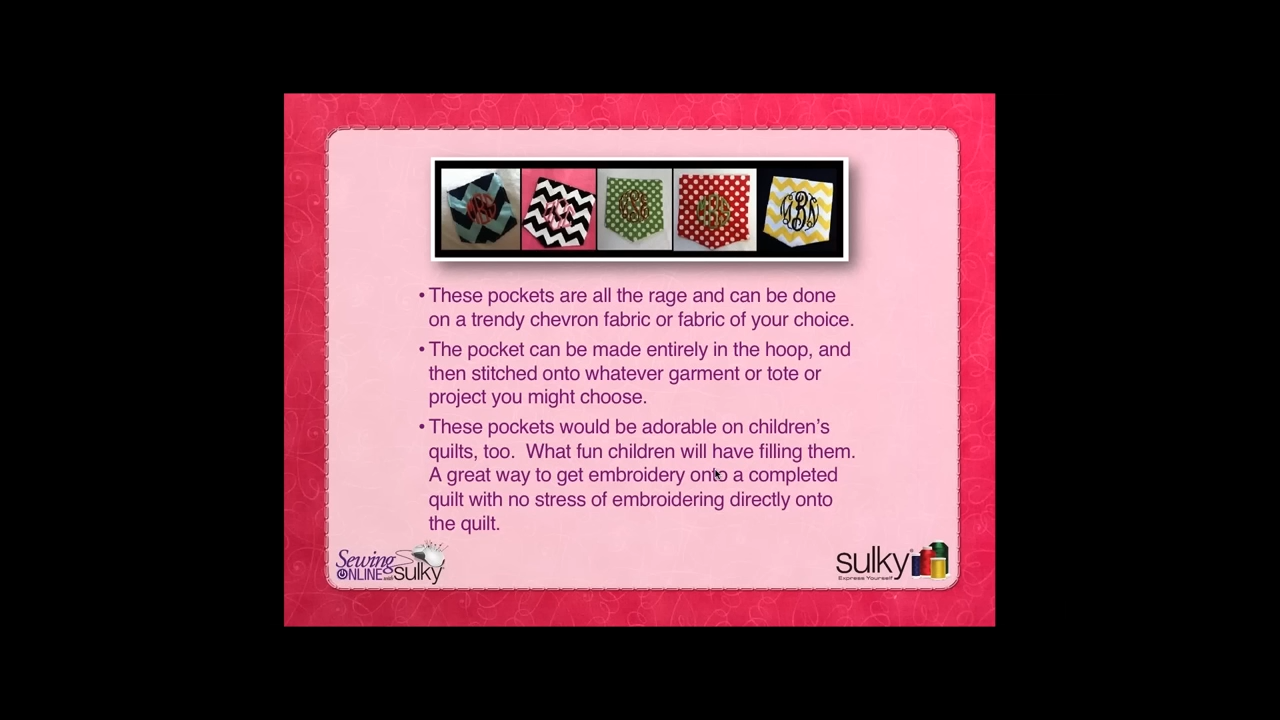 • These pockets are all the rage and can be done
on a trendy chevron fabric or fabric of your choice.
• The pocket can be made entirely in the hoop, and
then stitched onto whatever garment or tote or
project you might choose.
• These pockets would be adorable on children's
quilts, too.  What fun children will have filling them.
A great way to get embroidery onto a completed
quilt with no stress of embroidering directly onto
the quilt.
Sewing
ONLINE with sulky
sulky®
Express Yourself